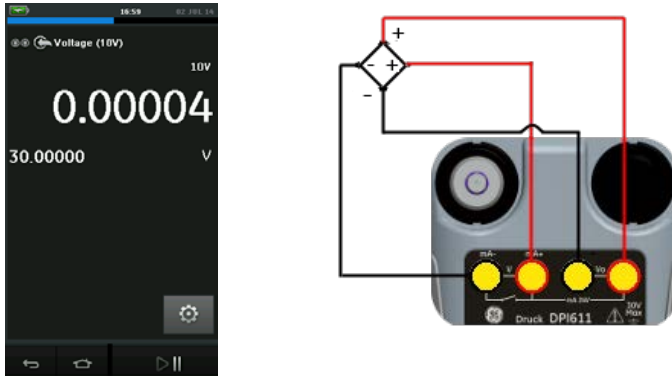 16:59 02 JUL 14
Voltage (10V)
10V
0.00004
30.00000 V
+
- +
-
mA- mA+
V Vo
mA SW
30V
Max
Druck DPI611